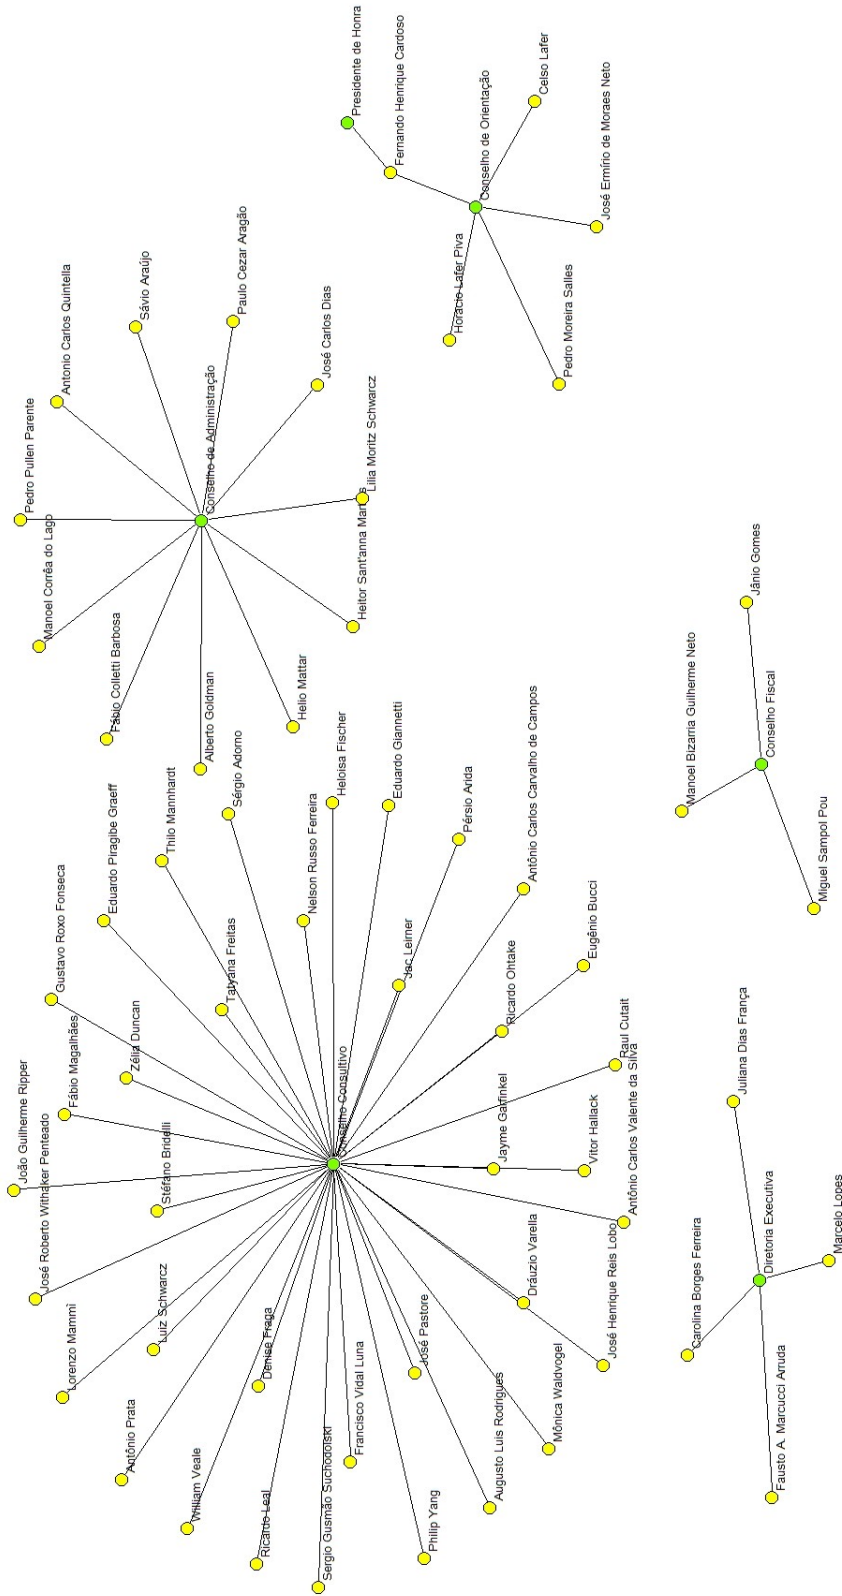 João Guilherme Ripper
José Roberto Withaker Penteado
Fábio Magalhães
Gustavo Roxo Fonseca
Zélia Duncan
Eduardo Piragibe Graeff
Thilo Mannhardt
Tatyana Freitas
Sérgio Adorno
Stéfano Bridelli
Lorenzo Mammì
Luiz Schwarcz
Antônio Prata
William Veale
Denise Fraga
Ricardo Leal
Sergio Gusmão Suchodolski
Francisco Vidal Luna
Philip Yang
José Pastore
Augusto Luis Rodrigues
Mônica Waldvogel
Dráuzio Varella
José Henrique Reis Lobo
Antônio Carlos Valente da Silva
Vitor Hallack
Jayme Garfinkel
Raul Cutait
Ricardo Ohtake
Eugênio Bucci
Antônio Carlos Carvalho de Campos
Jac Leirner
Pérsio Arida
Eduardo Giannetti
Heloisa Fischer
Nelson Russo Ferreira
Conselho Consultivo
Pedro Pullen Parente
Manoel Corrêa do Lago
Antonio Carlos Quintella
Fábio Colletti Barbosa
Sávio Araújo
Alberto Goldman
Conselho de Administração
Paulo Cezar Aragão
Helio Mattar
José Carlos Dias
Heitor Sant'anna Martins
Lilia Moritz Schwarcz
Presidente de Honra
Fernando Henrique Cardoso
Conselho de Orientação
Celso Lafer
Horacio Lafer Piva
Pedro Moreira Salles
José Ermírio de Moraes Neto
Manoel Bizarria Guilherme Neto
Jânio Gomes
Conselho Fiscal
Miguel Sampol Pou
Juliana Dias França
Carolina Borges Ferreira
Diretoria Executiva
Fausto A. Marcucci Arruda
Marcelo Lopes